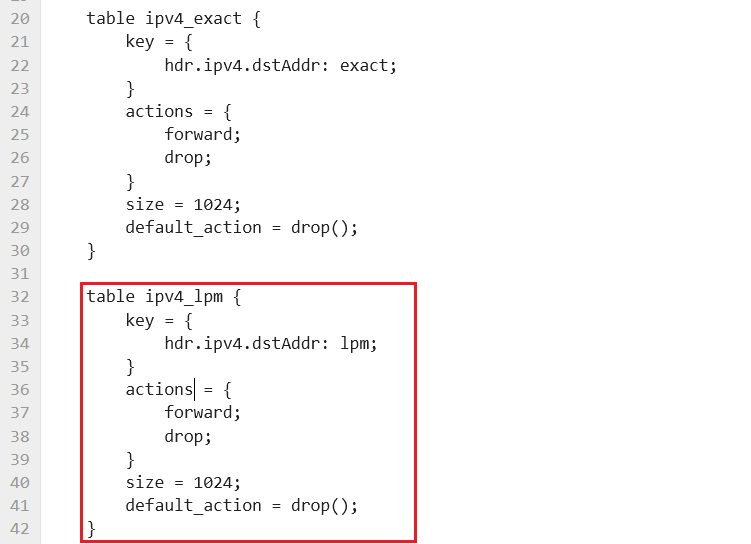 20 table ipv4_exact {
21 key = {
22 hdr.ipv4.dstAddr: exact;
23 }
24 actions = {
25 forward;
26 drop;
27 }
28 size = 1024;
29 default_action = drop();
30 }
31
32 table ipv4_lpm {
33 key = {
34 hdr.ipv4.dstAddr: lpm;
35 }
36 actions = {
37 forward;
38 drop;
39 }
40 size = 1024;
41 default_action = drop();
42 }